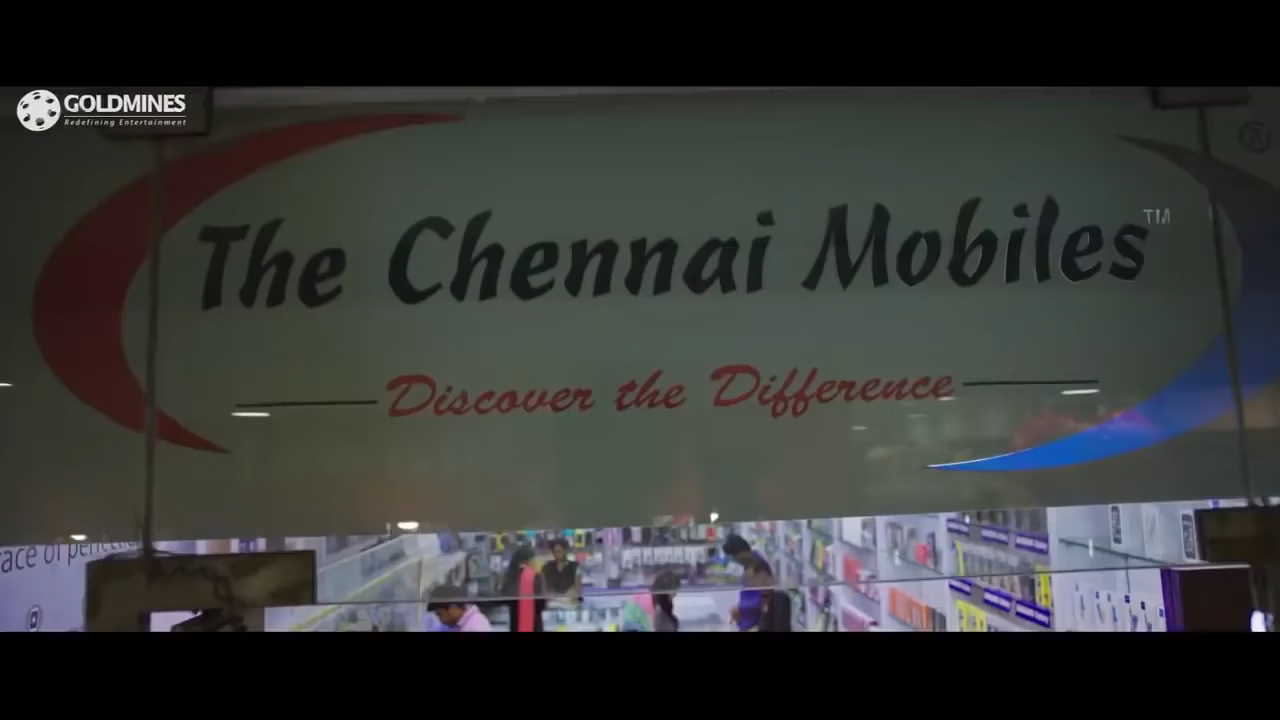 GOLDMINES
Redefining Entertainment
®
The Chennai Mobiles™
Discover the Difference